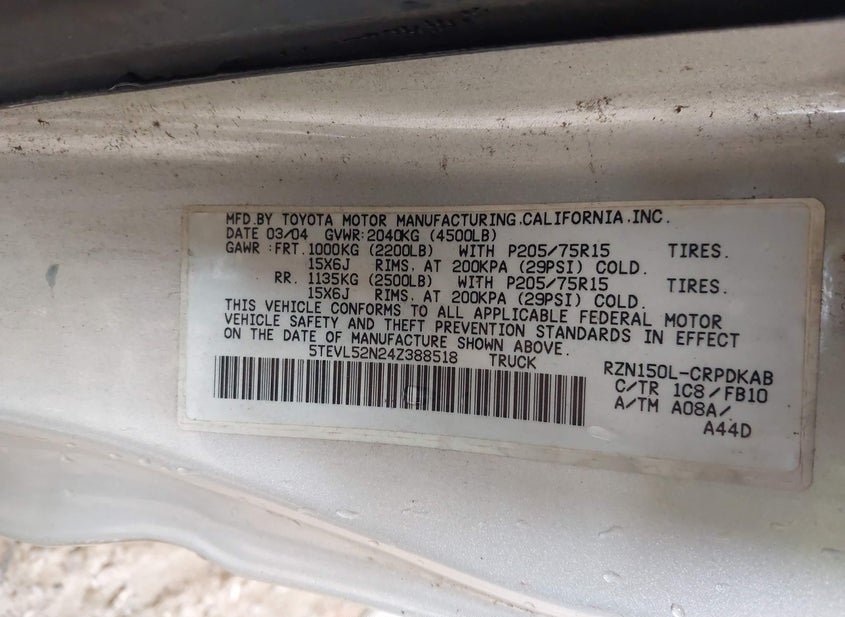 MFD.BY TOYOTA MOTOR MANUFACTURING.CALIFORNIA.INC.
DATE 03/04 GVWR:2040KG (4500LB)
GAWR :FRT.1000KG (2200LB) WITH P205/75R15 TIRES.
15X6J RIMS. AT 200KPA (29PSI) COLD.
RR. 1135KG (2500LB) WITH P205/75R15 TIRES.
15X6J RIMS. AT 200KPA (29PSI) COLD.
THIS VEHICLE CONFORMS TO ALL APPLICABLE FEDERAL MOTOR
VEHICLE SAFETY AND THEFT PREVENTION STANDARDS IN EFFECT
ON THE DATE OF MANUFACTURE SHOWN ABOVE.
5TEVL52N24Z388518 TRUCK
RZN150L-CRPDKAB
C/TR 1C8/FB10
A/TM A08A/
A44D